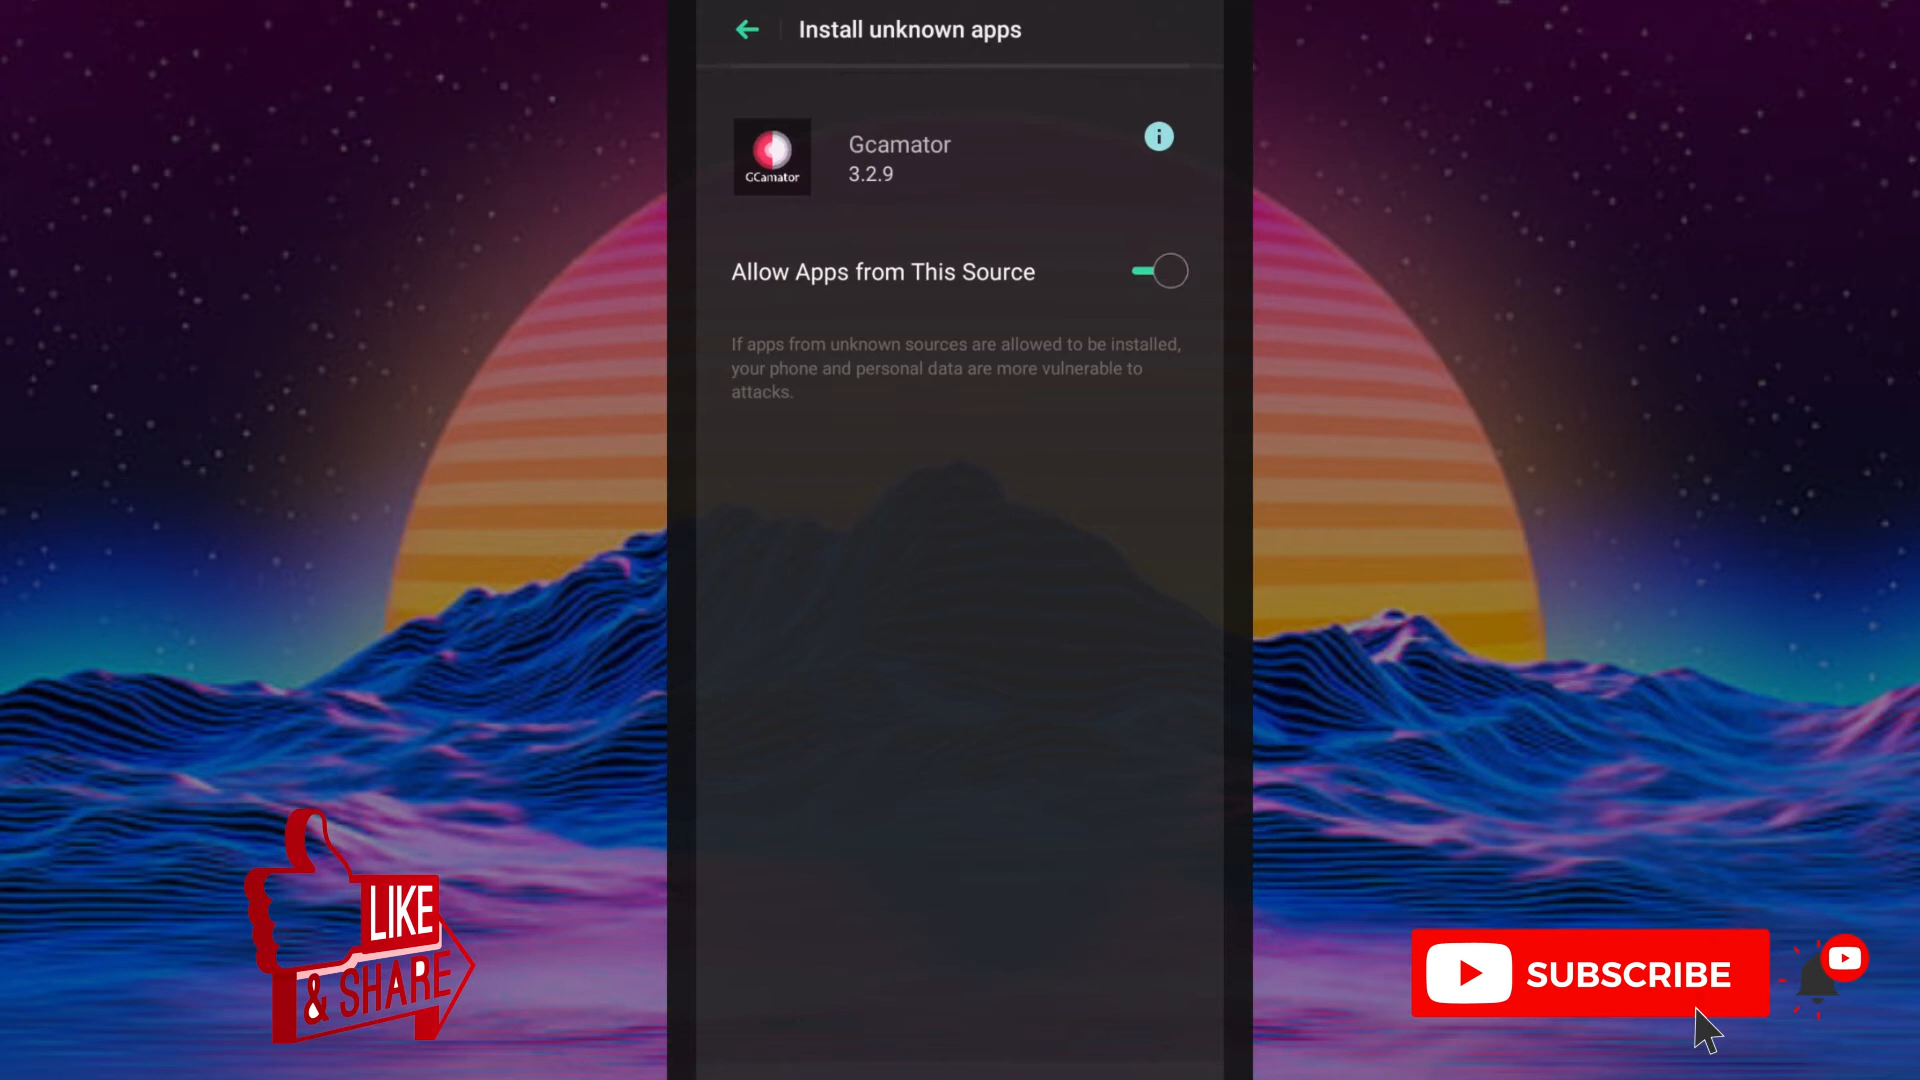 Install unknown apps
Gcamator
3.2.9
i
GCamator
Allow Apps from This Source
If apps from unknown sources are allowed to be installed,
your phone and personal data are more vulnerable to
attacks.
LIKE
& SHARE
SUBSCRIBE